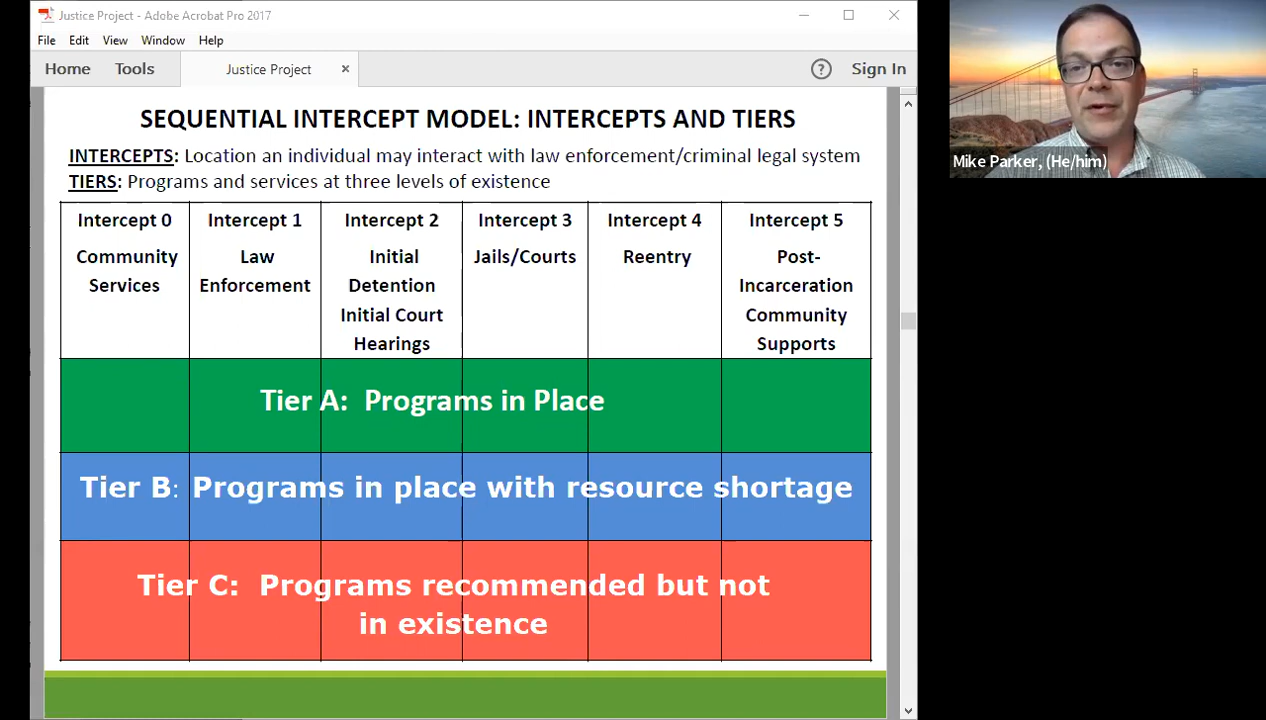 Justice Project - Adobe Acrobat Pro 2017
File Edit View Window Help
Home Tools Justice Project × ? Sign In
SEQUENTIAL INTERCEPT MODEL: INTERCEPTS AND TIERS
INTERCEPTS: Location an individual may interact with law enforcement/criminal legal system
TIERS: Programs and services at three levels of existence
Intercept 0
Community
Services
Intercept 1
Law
Enforcement
Intercept 2
Initial
Detention
Initial Court
Hearings
Intercept 3
Jails/Courts
Intercept 4
Reentry
Intercept 5
Post-
Incarceration
Community
Supports
Tier A: Programs in Place
Tier B: Programs in place with resource shortage
Tier C: Programs recommended but not
in existence
Mike Parker, (He/him)